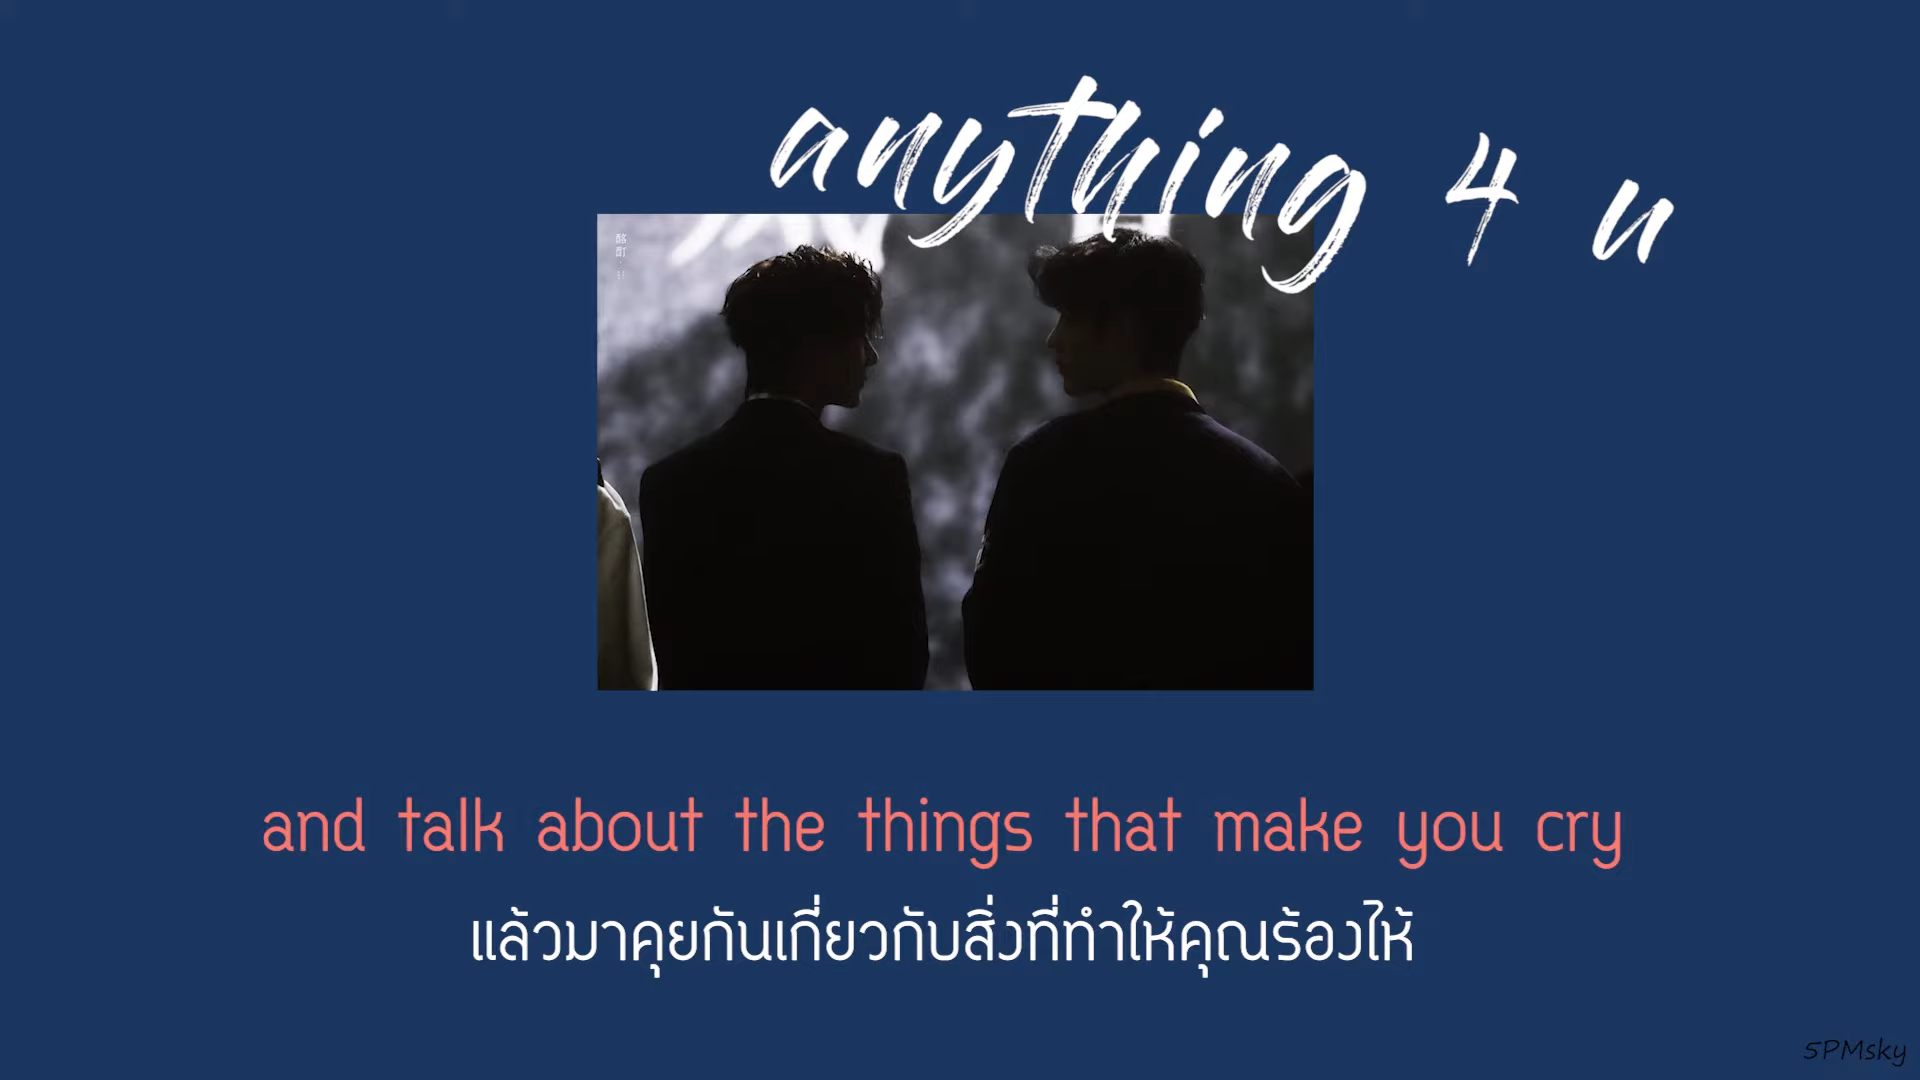 anything 4 u
and talk about the things that make you cry
แล้วมาคุยกันเกี่ยวกับสิ่งที่ทำให้คุณร้องไห้
5PMsky